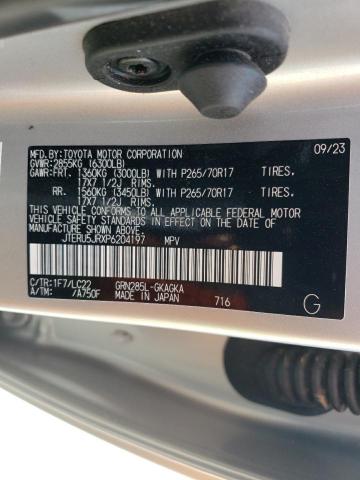 MFD. BY:TOYOTA MOTOR CORPORATION 09/23
GVWR: 2855KG (6300LB)
GAWR:FRT. 1360KG (3000LB) WITH P265/70R17 TIRES.
17X7 1/2J RIMS.
RR. 1560KG (3450LB) WITH P265/70R17 TIRES.
17X7 1/2J RIMS.
THIS VEHICLE CONFORMS TO ALL APPLICABLE FEDERAL MOTOR
VEHICLE SAFETY STANDARDS IN EFFECT ON THE DATE OF
MANUFACTURE SHOWN ABOVE.
JTERU5JRXP6204197 MPV
C/TR:1F7/LC22 GRN285L-GKAGKA
A/TM: /A750F MADE IN JAPAN 716
G